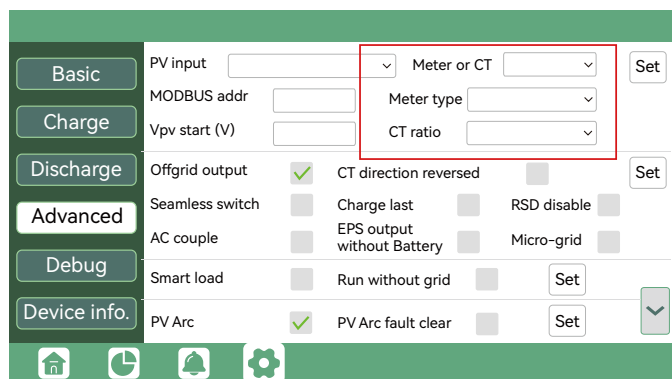 Basic
Charge
Discharge
Advanced
Debug
Device info.
PV input
Meter or CT
Set
MODBUS addr
Meter type
Vpv start (V)
CT ratio
Offgrid output
CT direction reversed
Set
Seamless switch
Charge last
RSD disable
AC couple
EPS output
without Battery
Micro-grid
Smart load
Run without grid
Set
PV Arc
PV Arc fault clear
Set